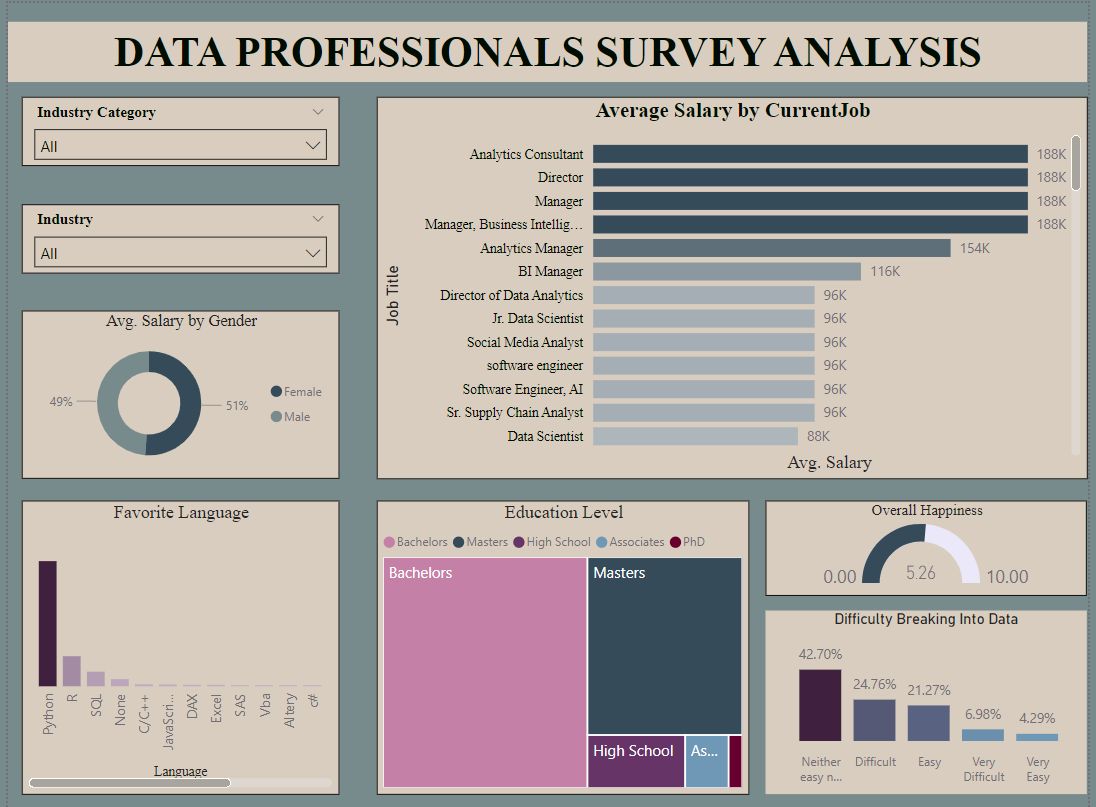 DATA PROFESSIONALS SURVEY ANALYSIS
Industry Category
All
Industry
All
Avg. Salary by Gender
49%
51%
Female
Male
Average Salary by CurrentJob
Job Title
Analytics Consultant 188K
Director 188K
Manager 188K
Manager, Business Intellig... 188K
Analytics Manager 154K
BI Manager 116K
Director of Data Analytics 96K
Jr. Data Scientist 96K
Social Media Analyst 96K
software engineer 96K
Software Engineer, AI 96K
Sr. Supply Chain Analyst 96K
Data Scientist 88K
Avg. Salary
Favorite Language
Python
R
SQL
None
C/C++
JavaScri...
DAX
Excel
SAS
Vba
Altery
c#
Language
Education Level
Bachelors Masters High School Associates PhD
Bachelors
Masters
High School
As...
Overall Happiness
0.00 5.26 10.00
Difficulty Breaking Into Data
42.70%
24.76%
21.27%
6.98%
4.29%
Neither
easy n...
Difficult
Easy
Very
Difficult
Very
Easy